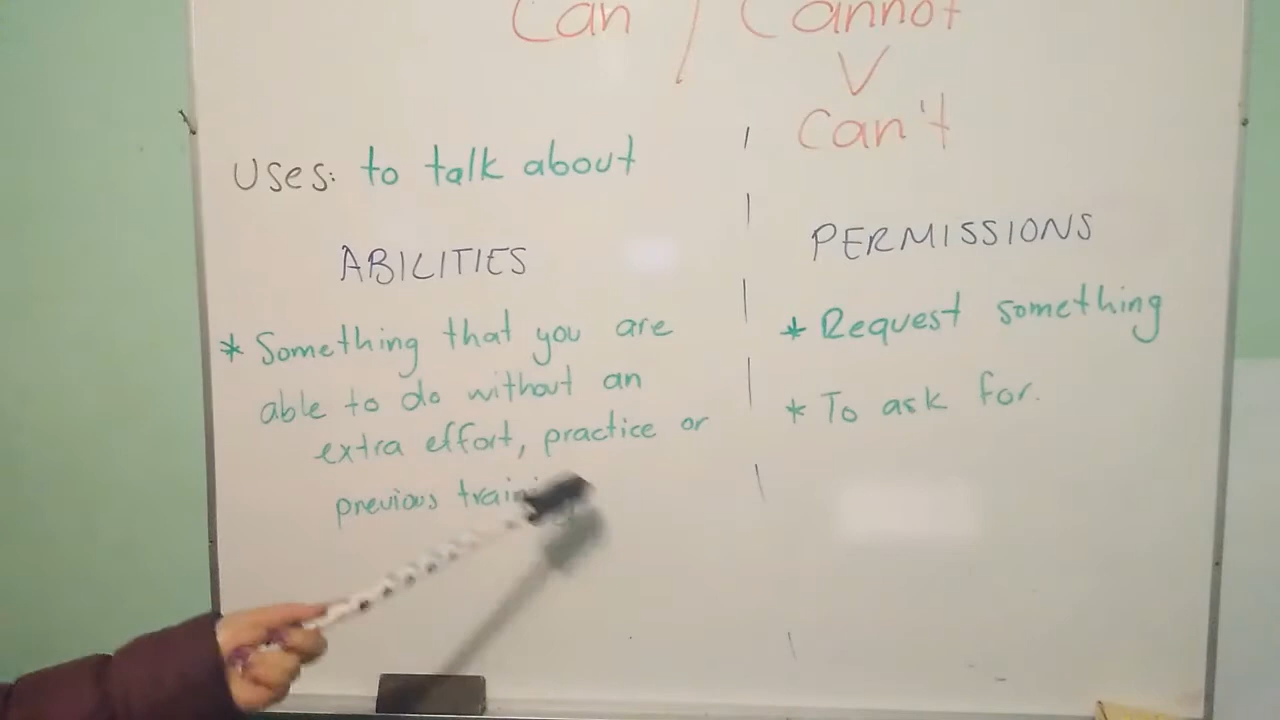 Can / Cannot
V
Can't
Uses: to talk about
ABILITIES
* Something that you are
able to do without an
extra effort, practice or
previous
PERMISSIONS
* Request something
* To ask for.